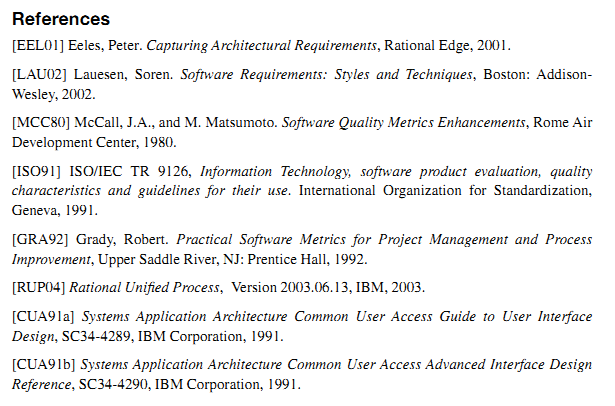 References
[EEL01] Eeles, Peter. Capturing Architectural Requirements, Rational Edge, 2001.
[LAU02] Lauesen, Soren. Software Requirements: Styles and Techniques, Boston: Addison-
Wesley, 2002.
[MCC80] McCall, J.A., and M. Matsumoto. Software Quality Metrics Enhancements, Rome Air
Development Center, 1980.
[ISO91] ISO/IEC TR 9126, Information Technology, software product evaluation, quality
characteristics and guidelines for their use. International Organization for Standardization,
Geneva, 1991.
[GRA92] Grady, Robert. Practical Software Metrics for Project Management and Process
Improvement, Upper Saddle River, NJ: Prentice Hall, 1992.
[RUP04] Rational Unified Process, Version 2003.06.13, IBM, 2003.
[CUA91a] Systems Application Architecture Common User Access Guide to User Interface
Design, SC34-4289, IBM Corporation, 1991.
[CUA91b] Systems Application Architecture Common User Access Advanced Interface Design
Reference, SC34-4290, IBM Corporation, 1991.